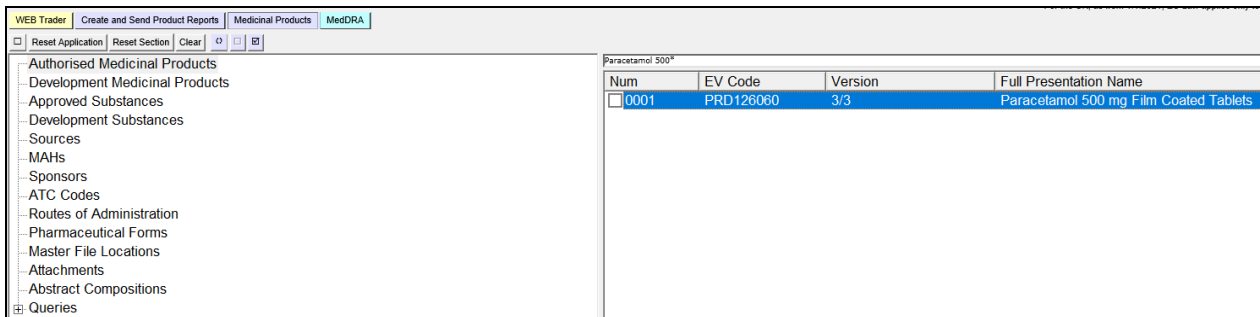 WEB Trader Create and Send Product Reports Medicinal Products MedDRA
Reset Application Reset Section Clear
Authorised Medicinal Products
Development Medicinal Products
Approved Substances
Development Substances
Sources
MAHs
Sponsors
ATC Codes
Routes of Administration
Pharmaceutical Forms
Master File Locations
Attachments
Abstract Compositions
Queries
Paracetamol 500*
Num EV Code Version Full Presentation Name
0001 PRD126060 3/3 Paracetamol 500 mg Film Coated Tablets